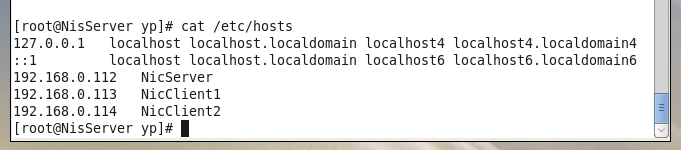 [root@NisServer yp]# cat /etc/hosts
127.0.0.1   localhost localhost.localdomain localhost4 localhost4.localdomain4
::1         localhost localhost.localdomain localhost6 localhost6.localdomain6
192.168.0.112   NicServer
192.168.0.113   NicClient1
192.168.0.114   NicClient2
[root@NisServer yp]#